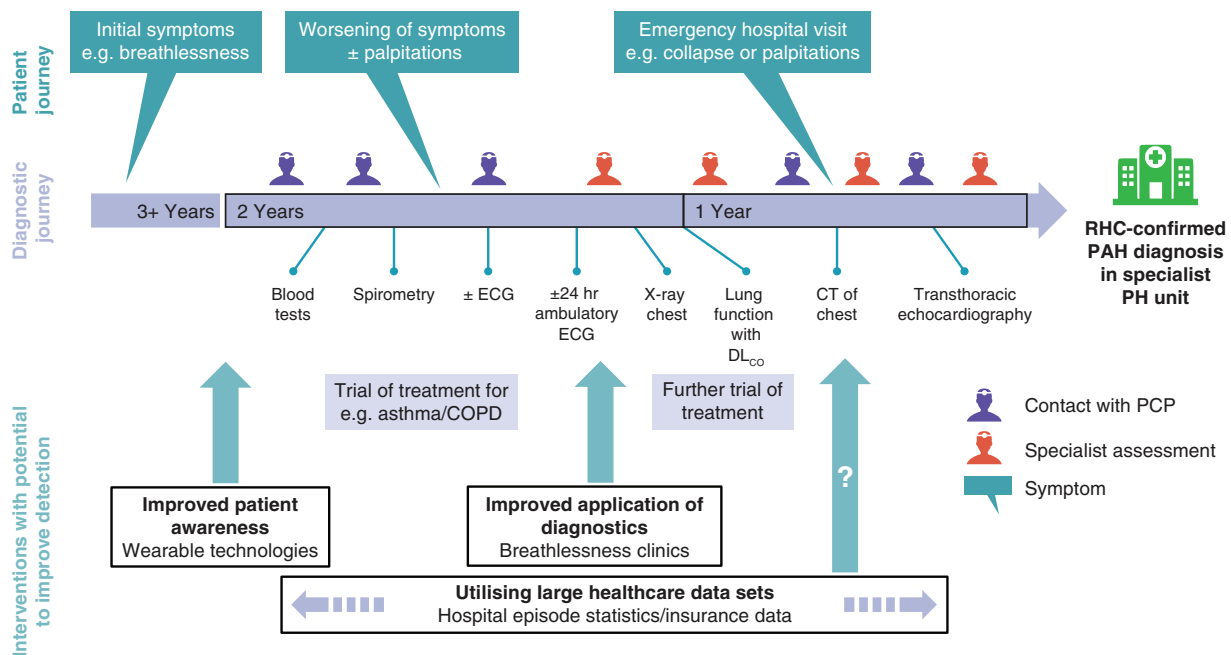 Patient
journey
Initial symptoms
e.g. breathlessness
Worsening of symptoms
± palpitations
Emergency hospital visit
e.g. collapse or palpitations
Diagnostic
journey
3+ Years
2 Years
1 Year
RHC-confirmed
PAH diagnosis
in specialist
PH unit
Blood
tests
Spirometry
± ECG
±24 hr
ambulatory
ECG
X-ray
chest
Lung
function
with
DLCO
CT of
chest
Transthoracic
echocardiography
Trial of treatment for
e.g. asthma/COPD
Further trial of
treatment
Contact with PCP
Specialist assessment
Symptom
Interventions with potential
to improve detection
?
Improved patient
awareness
Wearable technologies
Improved application of
diagnostics
Breathlessness clinics
Utilising large healthcare data sets
Hospital episode statistics/insurance data